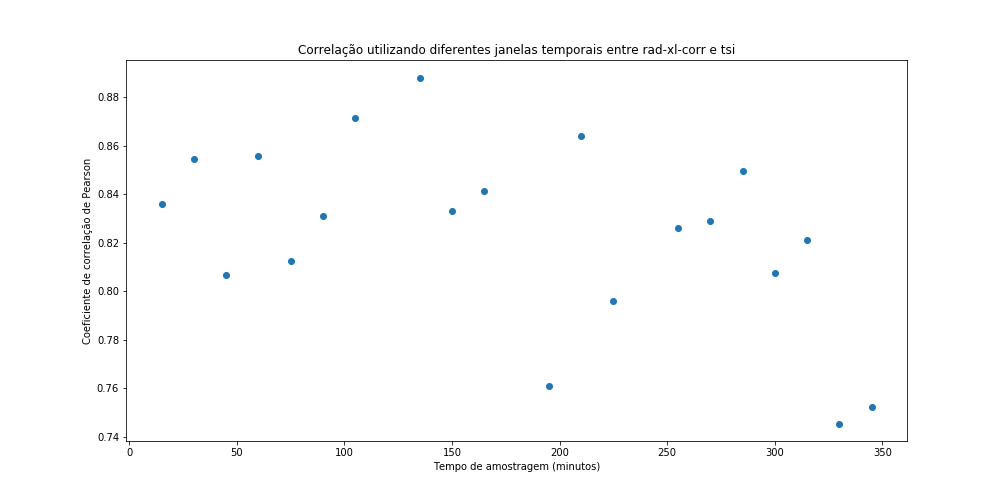 Correlação utilizando diferentes janelas temporais entre rad-xl-corr e tsi
Coeficiente de correlação de Pearson
0.88
0.86
0.84
0.82
0.80
0.78
0.76
0.74
0 50 100 150 200 250 300 350
Tempo de amostragem (minutos)